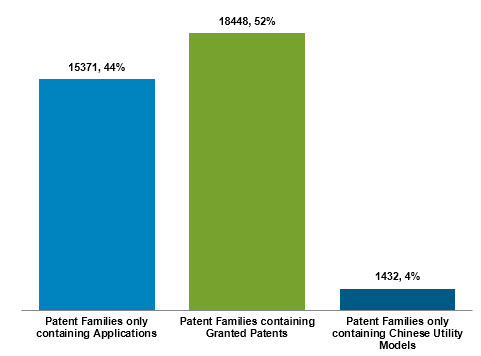 18448, 52%
15371, 44%
1432, 4%
Patent Families only
containing Applications
Patent Families containing
Granted Patents
Patent Families only
containing Chinese Utility
Models